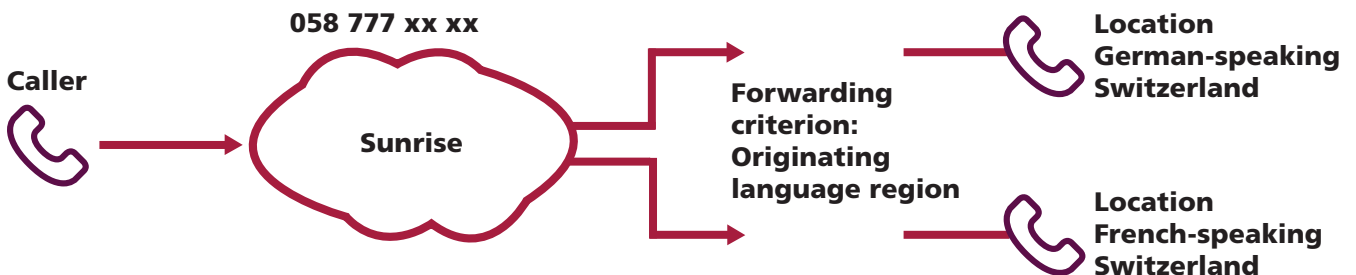 058 777 xx xx
Caller
Sunrise
Forwarding
criterion:
Originating
language region
Location
German-speaking
Switzerland
Location
French-speaking
Switzerland